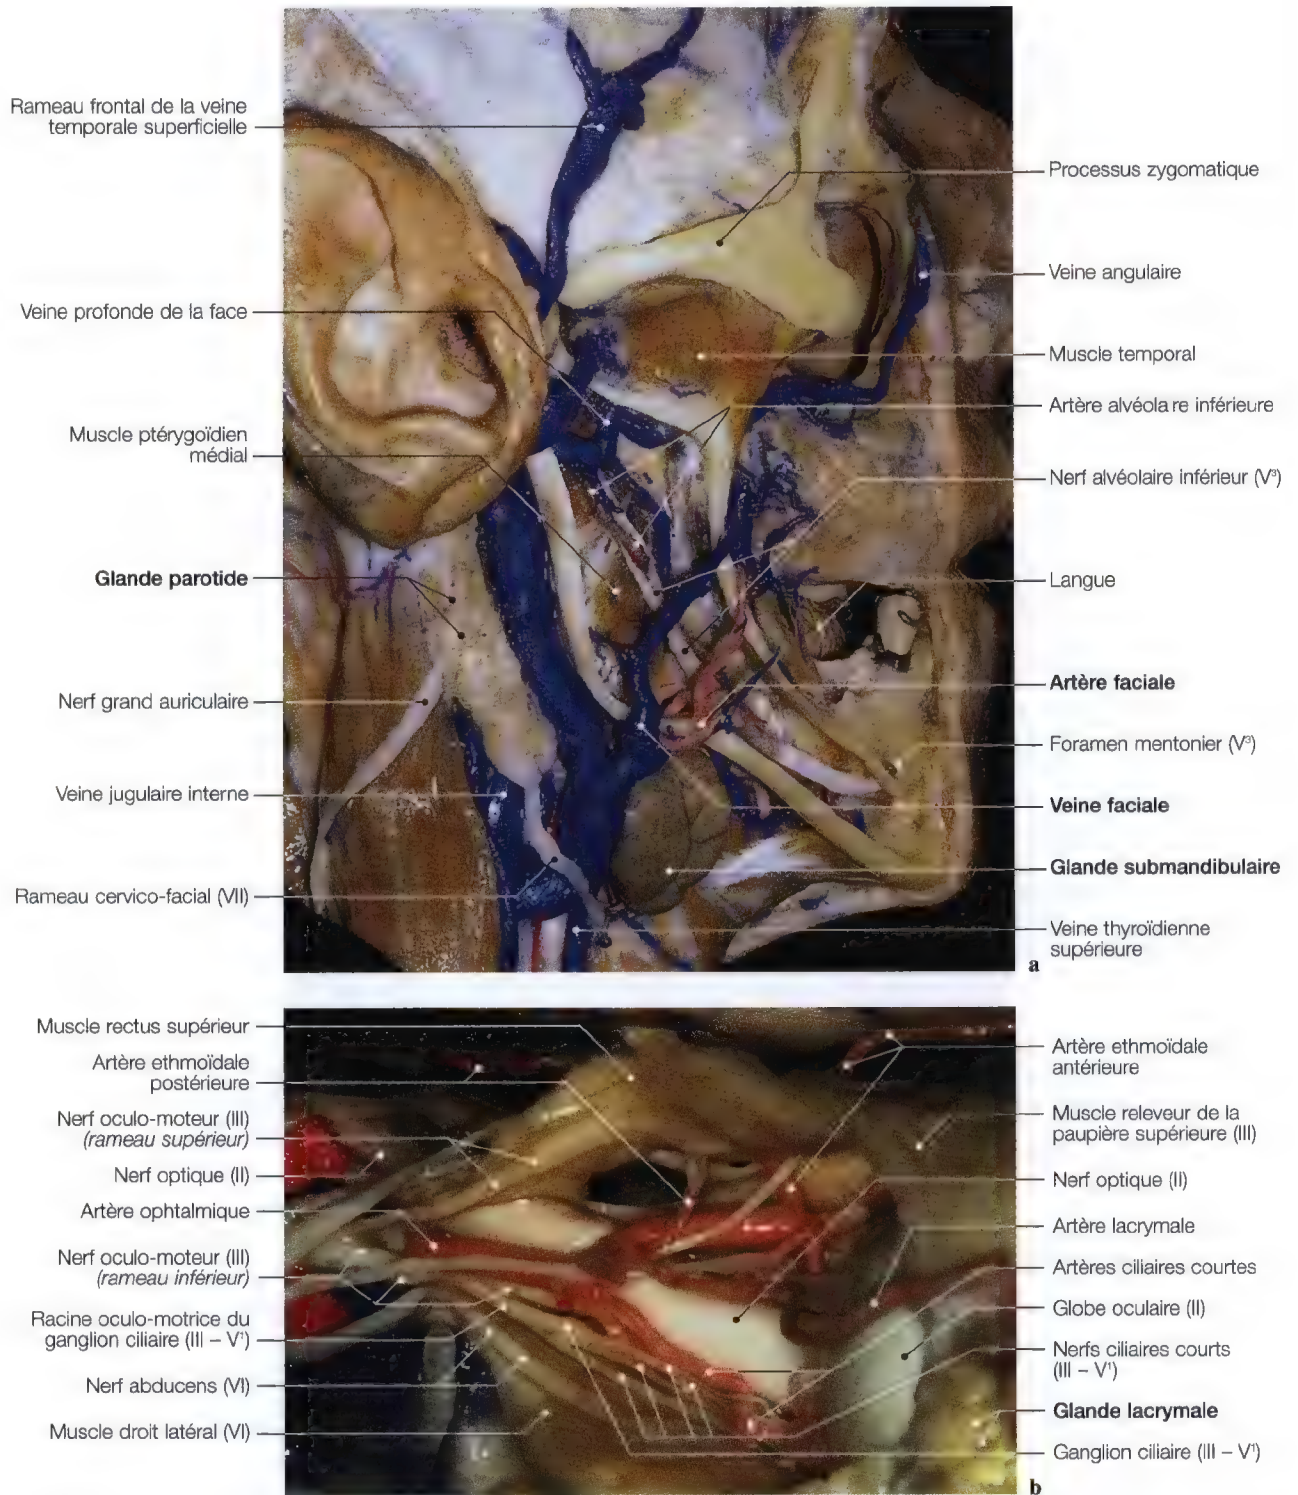 Rameau frontal de la veine
temporale superficielle
Veine profonde de la face
Muscle ptérygoïdien
médial
Glande parotide
Nerf grand auriculaire
Veine jugulaire interne
Rameau cervico-facial (VII)
Processus zygomatique
Veine angulaire
Muscle temporal
Artère alvéolaire inférieure
Nerf alvéolaire inférieur (V³)
Langue
Artère faciale
Foramen mentonier (V³)
Veine faciale
Glande submandibulaire
Veine thyroïdienne
supérieure
a
Muscle rectus supérieur
Artère ethmoïdale
postérieure
Nerf oculo-moteur (III)
(rameau supérieur)
Nerf optique (II)
Artère ophtalmique
Nerf oculo-moteur (III)
(rameau inférieur)
Racine oculo-motrice du
ganglion ciliaire (III – V¹)
Nerf abducens (VI)
Muscle droit latéral (VI)
Artère ethmoïdale
antérieure
Muscle releveur de la
paupière supérieure (III)
Nerf optique (II)
Artère lacrymale
Artères ciliaires courtes
Globe oculaire (II)
Nerfs ciliaires courts
(III – V¹)
Glande lacrymale
Ganglion ciliaire (III – V¹)
b